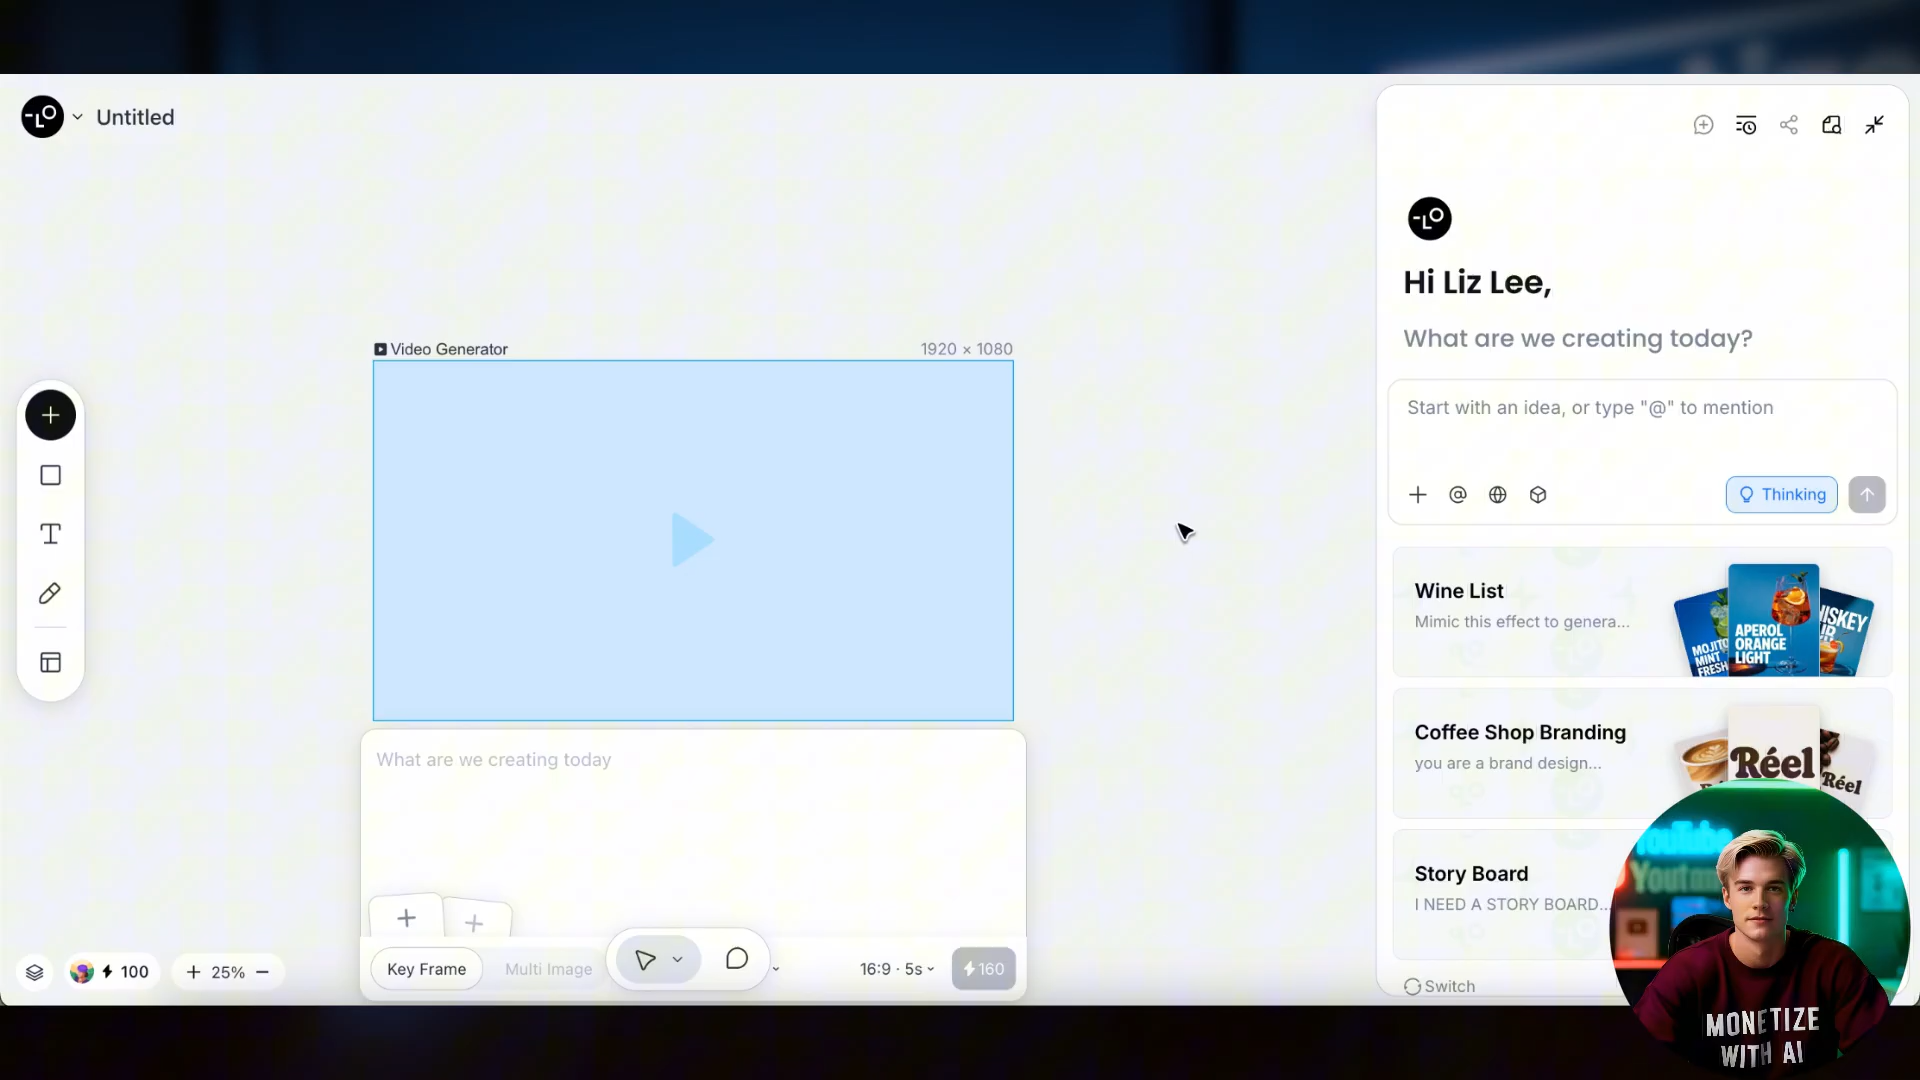 Untitled
Video Generator
1920 × 1080
What are we creating today
Key Frame
Multi Image
16:9 · 5s
160
100
25%
Hi Liz Lee,
What are we creating today?
Start with an idea, or type "@" to mention
Thinking
Wine List
Mimic this effect to genera...
MOJITO
MINT
FRESH
APEROL
ORANGE
LIGHT
Coffee Shop Branding
you are a brand design...
Réel
Réel
Story Board
I NEED A STORY BOARD...
Switch
YouTube
MONETIZE
WITH AI